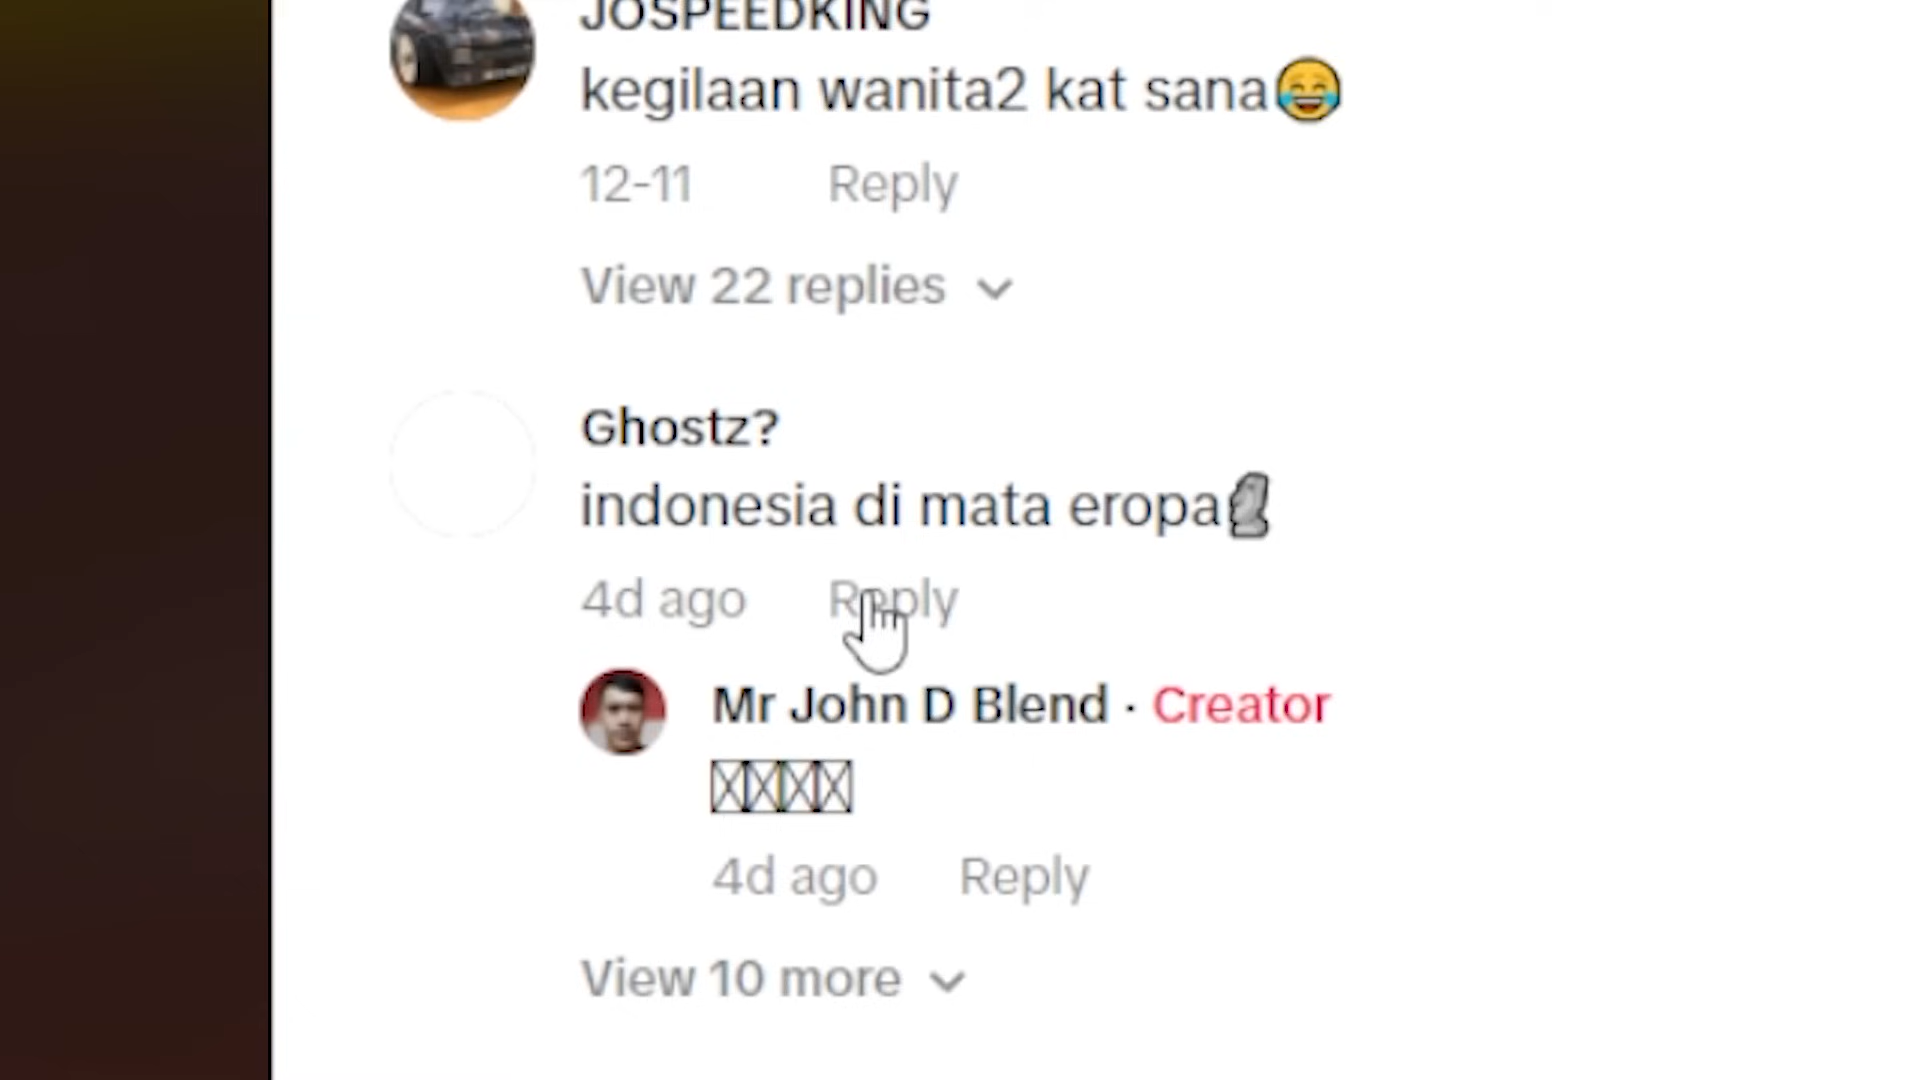 JOSPEEDKING
kegilaan wanita2 kat sana😂
12-11 Reply
View 22 replies
Ghostz?
indonesia di mata eropa🗿
4d ago Reply
Mr John D Blend · Creator
4d ago Reply
View 10 more